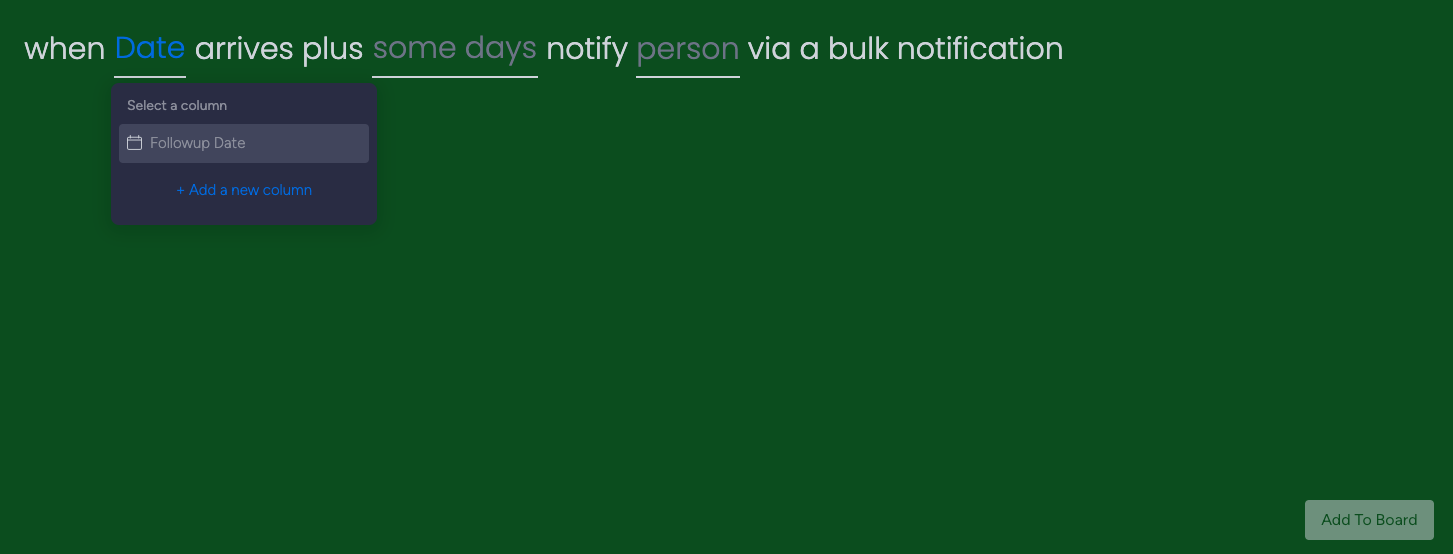 when Date arrives plus some days notify person via a bulk notification
Select a column
Followup Date
+ Add a new column
Add To Board